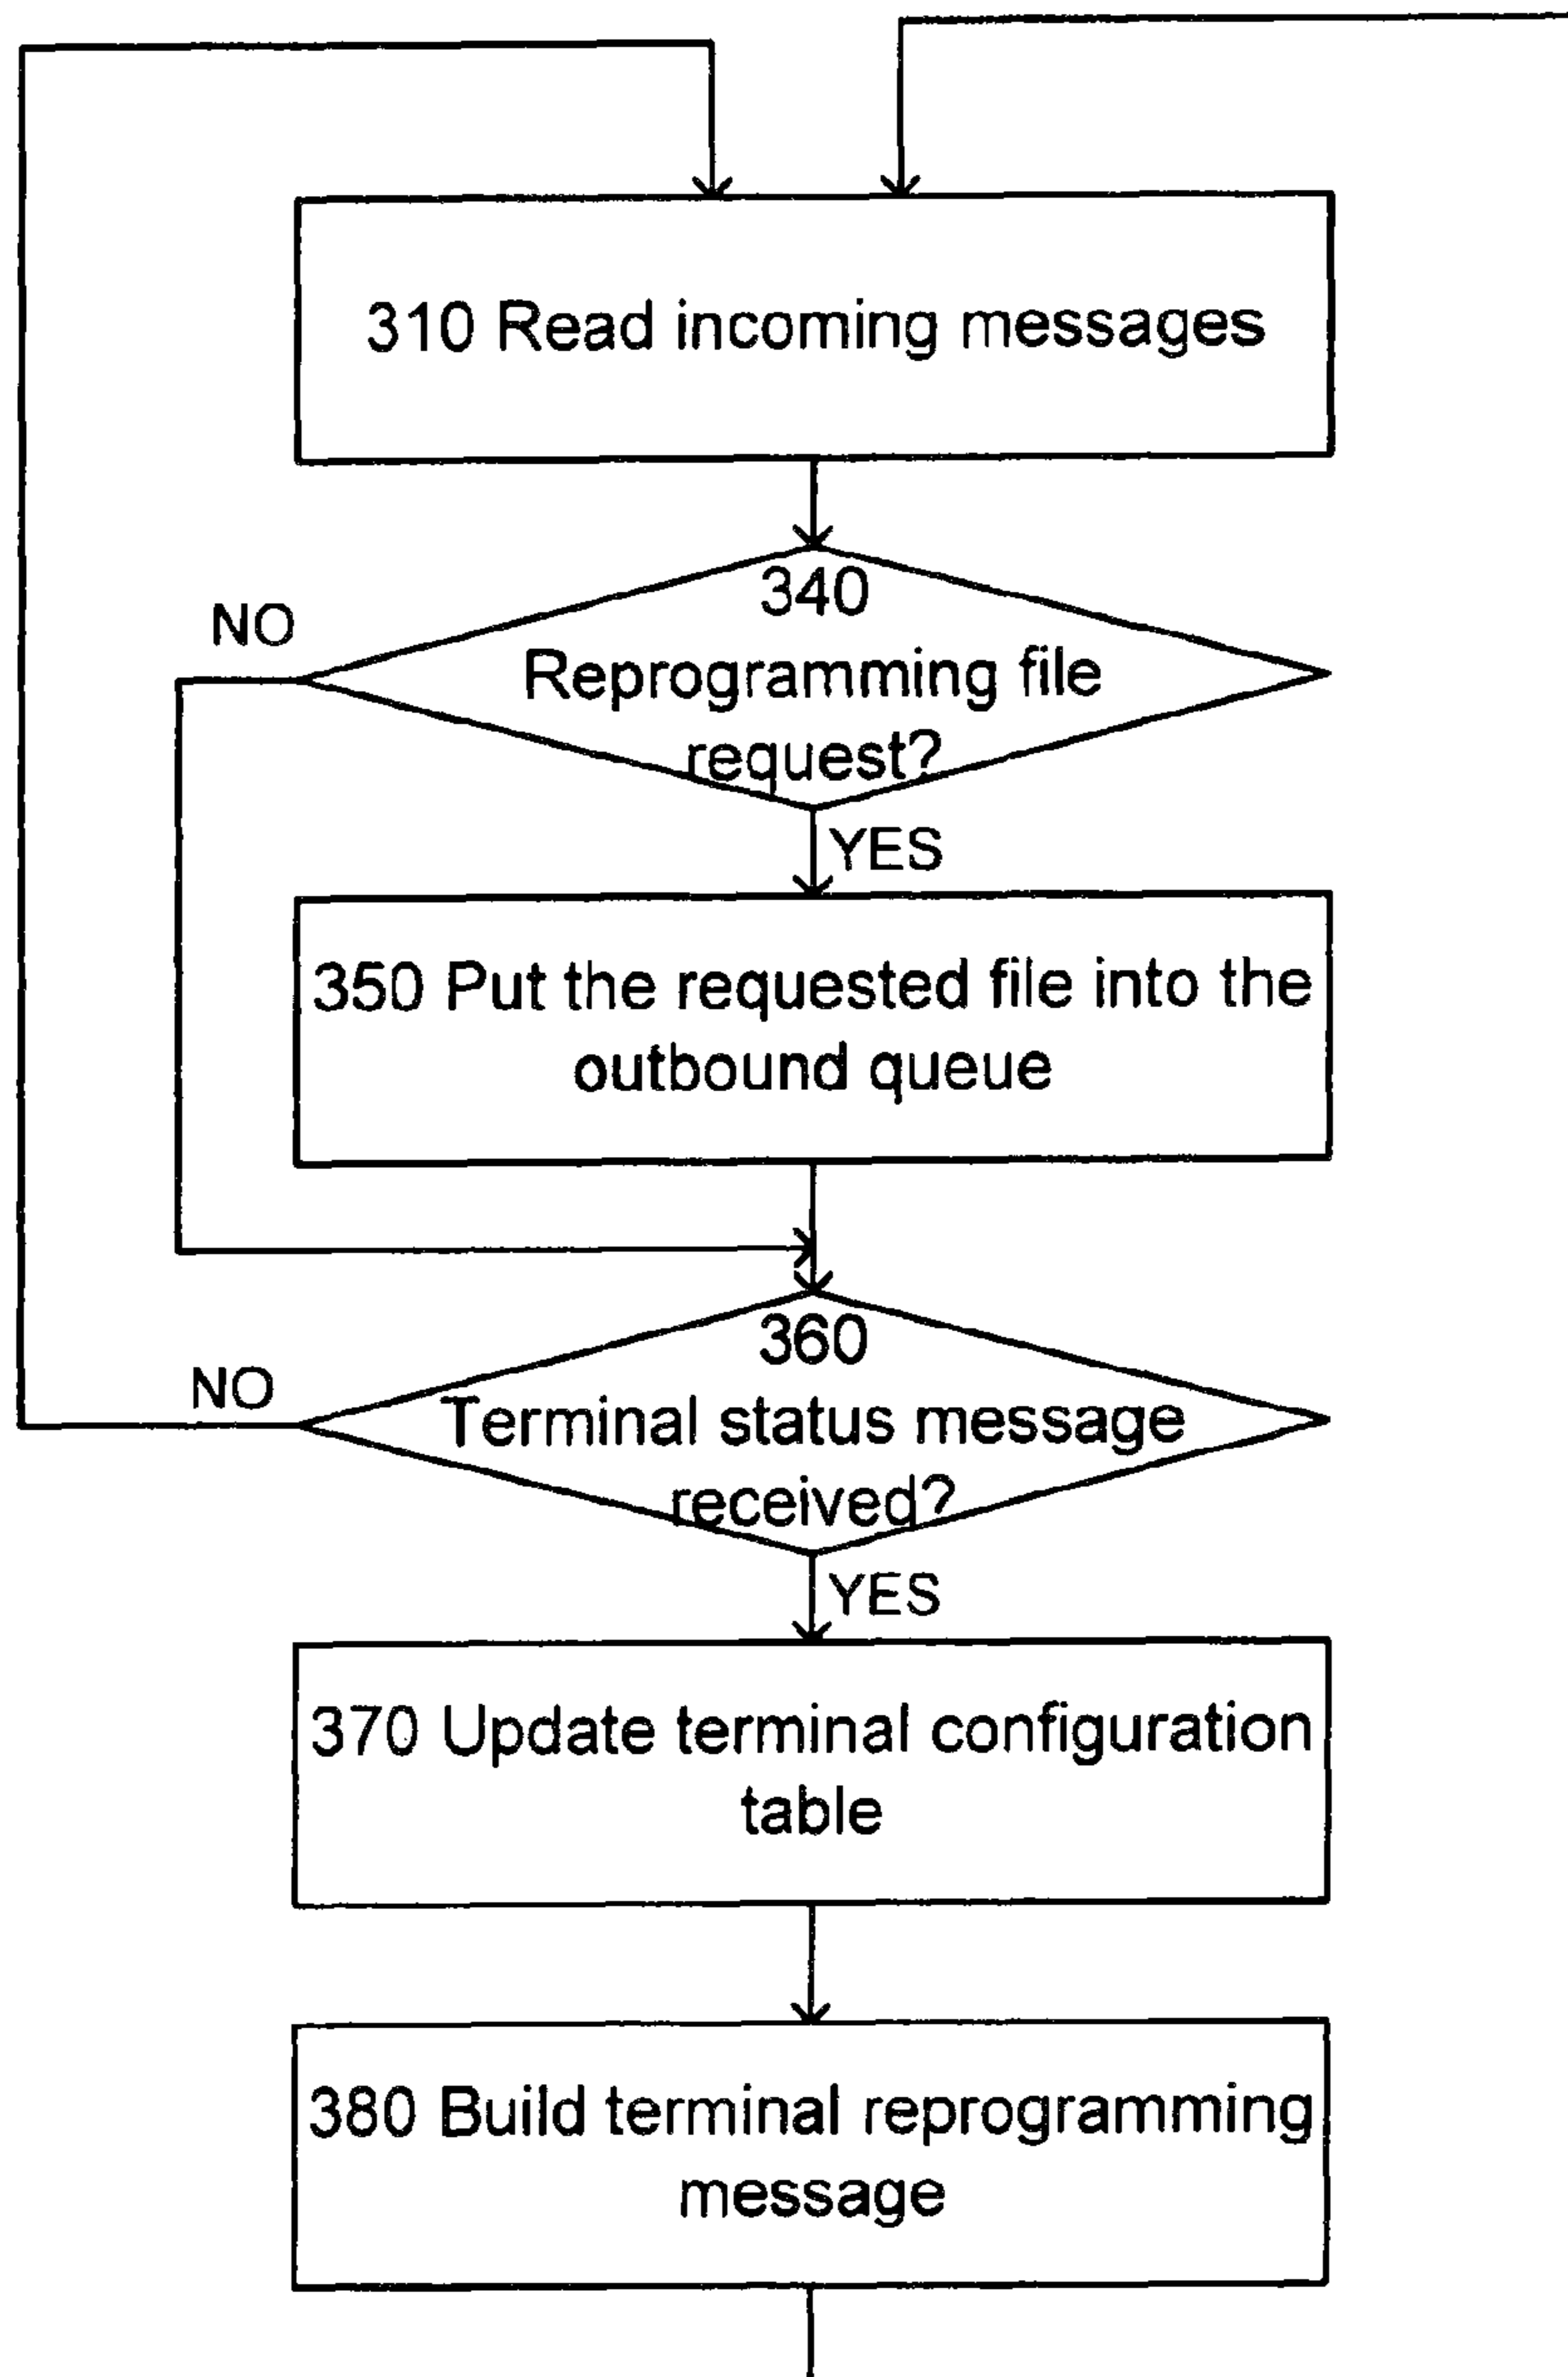 310 Read incoming messages
340
Reprogramming file
request?
NO
YES
350 Put the requested file into the
outbound queue
360
Terminal status message
received?
NO
YES
370 Update terminal configuration
table
380 Build terminal reprogramming
message